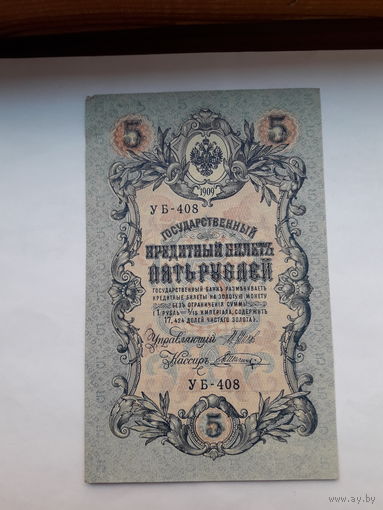 5 5
1909
УБ-408
ГОСУДАРСТВЕННЫЙ
КРЕДИТНЫЙ БИЛЕТЪ
ПЯТЬ РУБЛЕЙ
ГОСУДАРСТВЕННЫЙ БАНКЪ РАЗМѢНИВАЕТЪ
КРЕДИТНЫЕ БИЛЕТЫ НА ЗОЛОТУЮ МОНЕТУ
БЕЗЪ ОГРАНИЧЕНІЯ СУММЫ
(1 РУБЛЬ = 1/15 ИМПЕРІАЛА, СОДЕРЖИТЪ
17,424 ДОЛЕЙ ЧИСТАГО ЗОЛОТА).
Управляющій
Кассиръ
УБ-408
5
ay.by